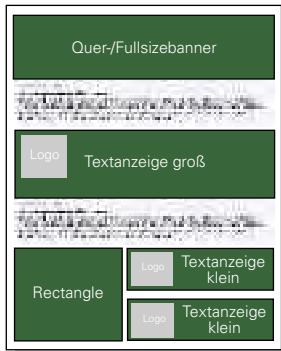 Quer-/Fullsizebanner
Logo
Textanzeige groß
Rectangle
Logo
Textanzeige
klein
Logo
Textanzeige
klein